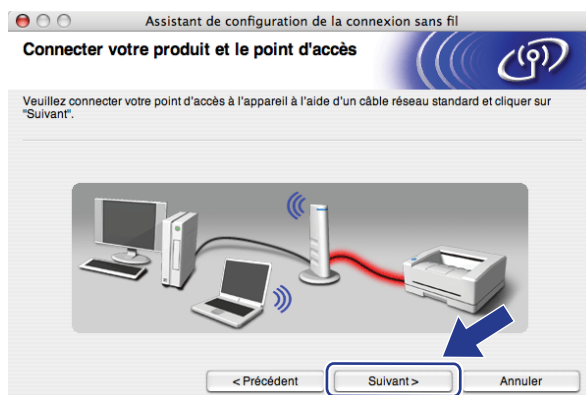 Assistant de configuration de la connexion sans fil
Connecter votre produit et le point d'accès
Veuillez connecter votre point d'accès à l'appareil à l'aide d'un câble réseau standard et cliquer sur
"Suivant".
< Précédent
Suivant >
Annuler